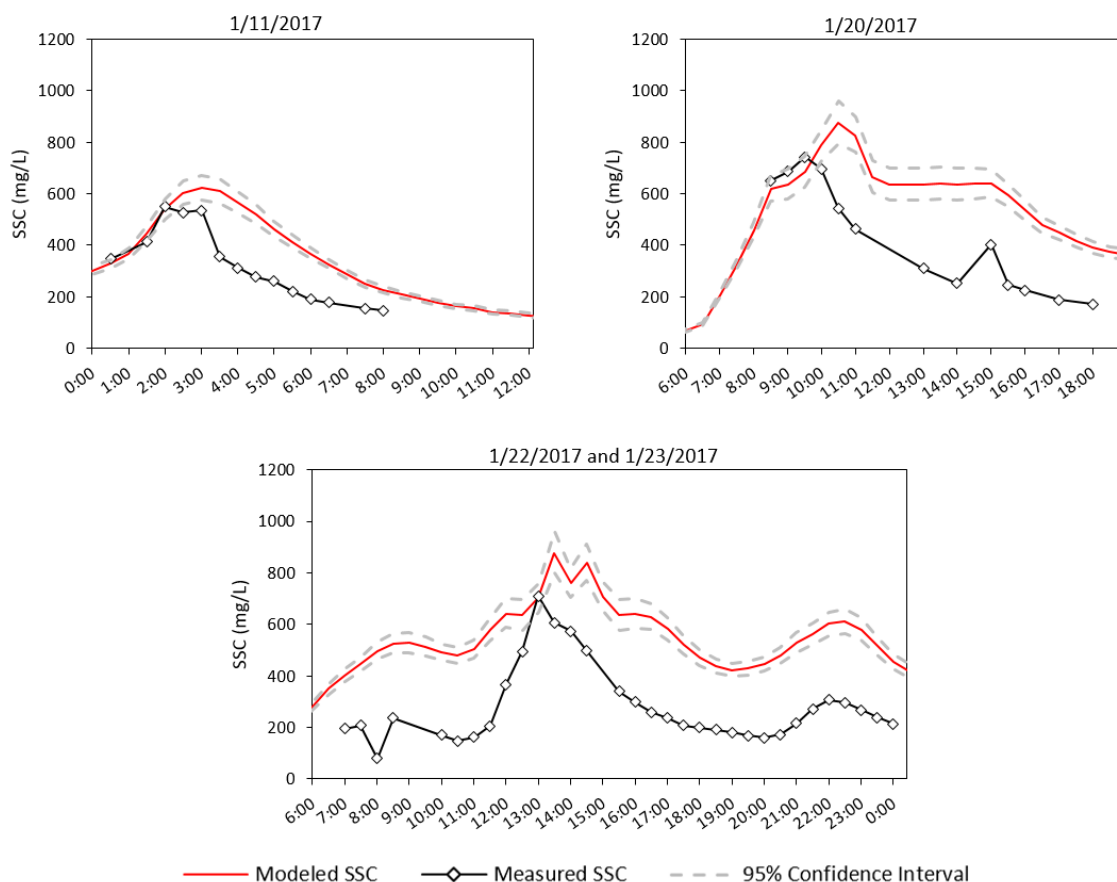 1/11/2017
1200
1000
800
600
400
200
0
SSC (mg/L)
0:00 1:00 2:00 3:00 4:00 5:00 6:00 7:00 8:00 9:00 10:00 11:00 12:00
1/20/2017
1200
1000
800
600
400
200
0
SSC (mg/L)
6:00 7:00 8:00 9:00 10:00 11:00 12:00 13:00 14:00 15:00 16:00 17:00 18:00
1/22/2017 and 1/23/2017
1200
1000
800
600
400
200
0
SSC (mg/L)
6:00 7:00 8:00 9:00 10:00 11:00 12:00 13:00 14:00 15:00 16:00 17:00 18:00 19:00 20:00 21:00 22:00 23:00 0:00
Modeled SSC Measured SSC 95% Confidence Interval